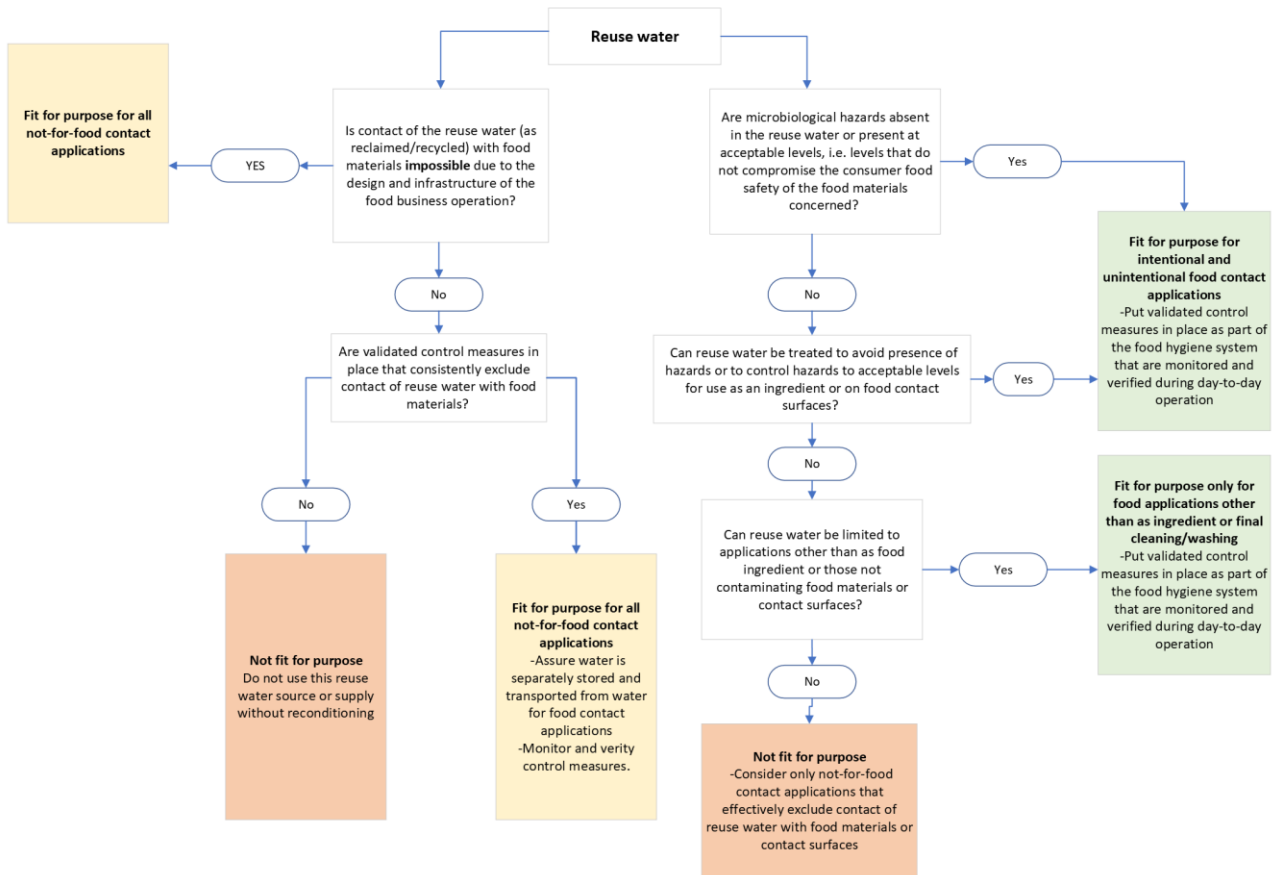 Reuse water
Fit for purpose for all
not-for-food contact
applications
YES
Is contact of the reuse water (as
reclaimed/recycled) with food
materials impossible due to the
design and infrastructure of the
food business operation?
Are microbiological hazards absent
in the reuse water or present at
acceptable levels, i.e. levels that do
not compromise the consumer food
safety of the food materials
concerned?
Yes
No
No
Fit for purpose for
intentional and
unintentional food contact
applications
-Put validated control
measures in place as part of
the food hygiene system
that are monitored and
verified during day-to-day
operation
Are validated control measures in
place that consistently exclude
contact of reuse water with food
materials?
Can reuse water be treated to avoid presence of
hazards or to control hazards to acceptable levels
for use as an ingredient or on food contact
surfaces?
Yes
No
No
Yes
Can reuse water be limited to
applications other than as food
ingredient or those not
contaminating food materials or
contact surfaces?
Yes
Fit for purpose only for
food applications other
than as ingredient or final
cleaning/washing
-Put validated control
measures in place as part of
the food hygiene system
that are monitored and
verified during day-to-day
operation
Not fit for purpose
Do not use this reuse
water source or supply
without reconditioning
Fit for purpose for all
not-for-food contact
applications
-Assure water is
separately stored and
transported from water
for food contact
applications
-Monitor and verity
control measures.
No
Not fit for purpose
-Consider only not-for-food
contact applications that
effectively exclude contact of
reuse water with food materials or
contact surfaces